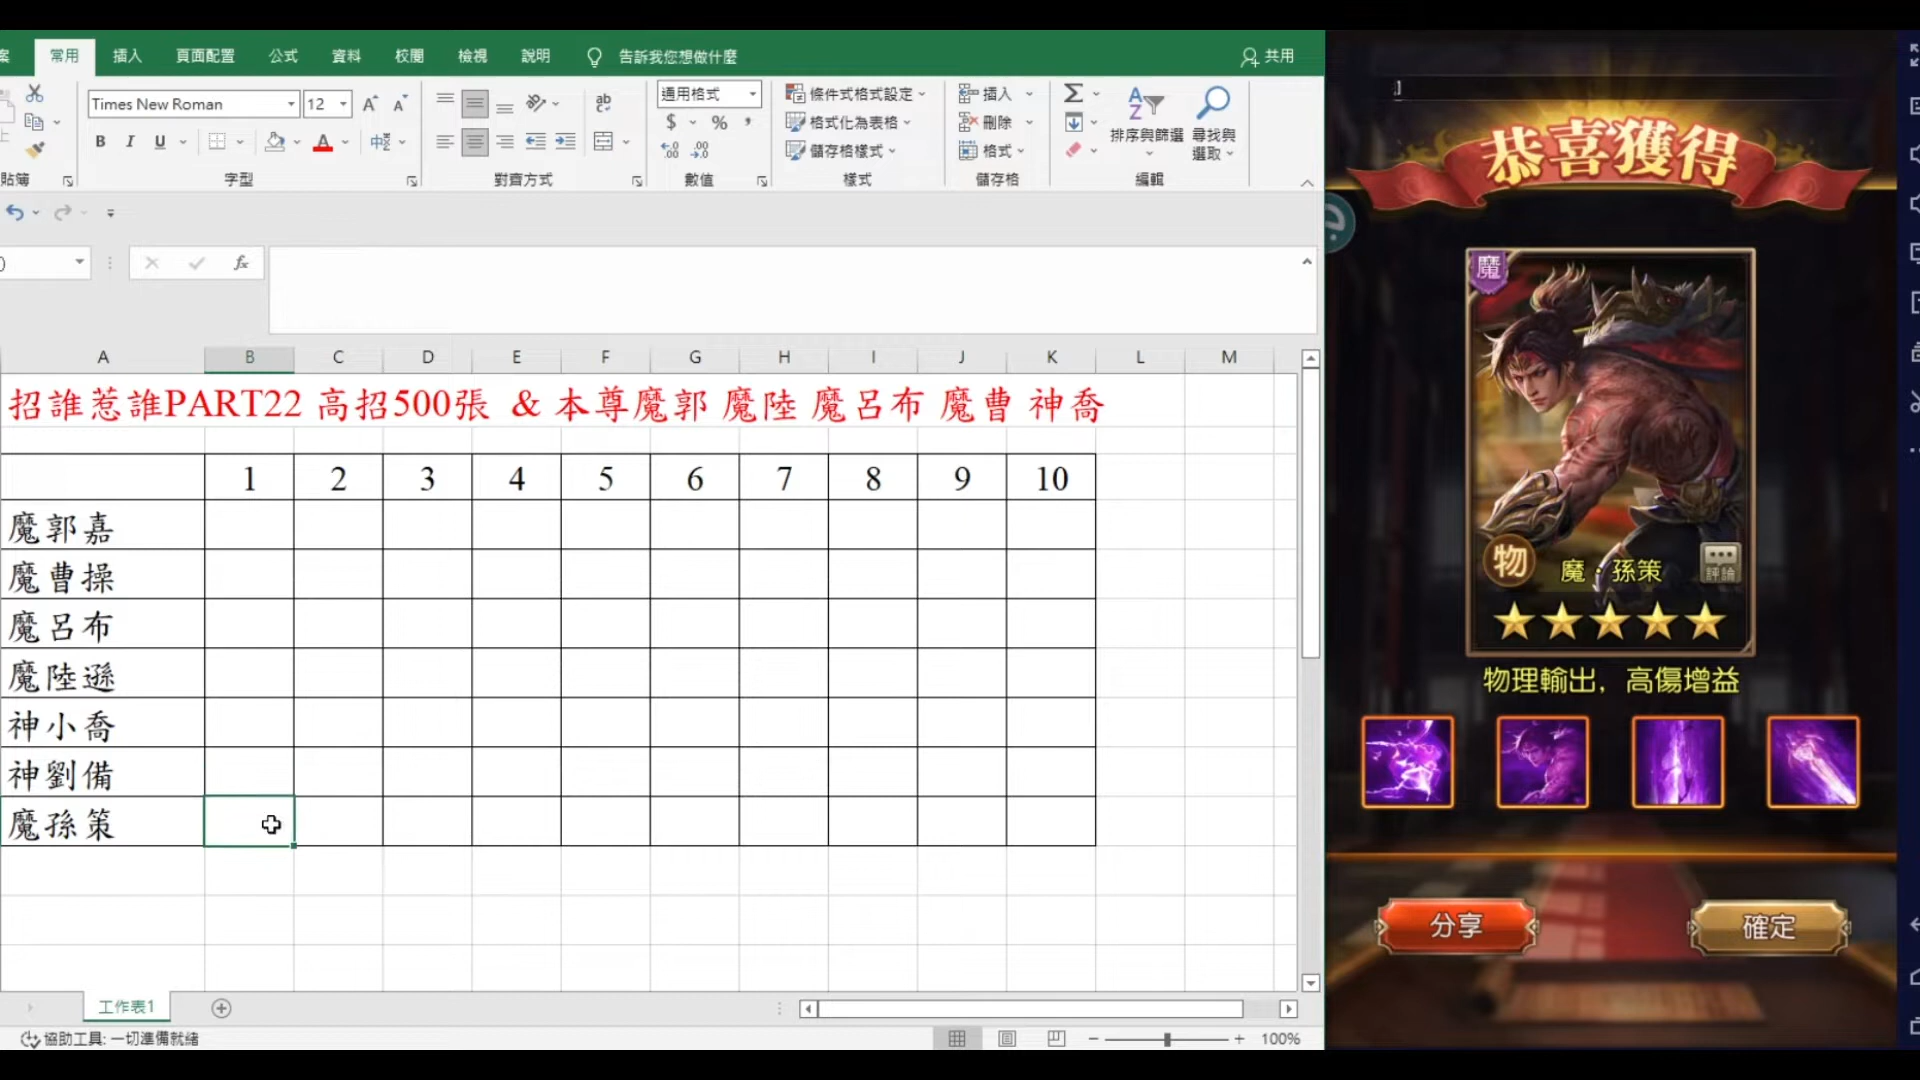 常用 插入 頁面配置 公式 資料 校閱 檢視 說明 告訴我您想做什麼 共用
Times New Roman 12 通用格式 條件式格式設定 插入
B I U $ % 格式化為表格 刪除 排序與篩選 尋找與選取
儲存格樣式 格式
貼簿 字型 對齊方式 數值 樣式 儲存格 編輯
fx
A B C D E F G H I J K L M
招誰惹誰PART22 高招500張 & 本尊魔郭 魔陸 魔呂布 魔曹 神喬
1 2 3 4 5 6 7 8 9 10
魔郭嘉
魔曹操
魔呂布
魔陸遜
神小喬
神劉備
魔孫策
工作表1
協助工具: 一切準備就緒 100%
恭喜獲得
魔
物
魔·孫策
評論
物理輸出，高傷增益
分享
確定